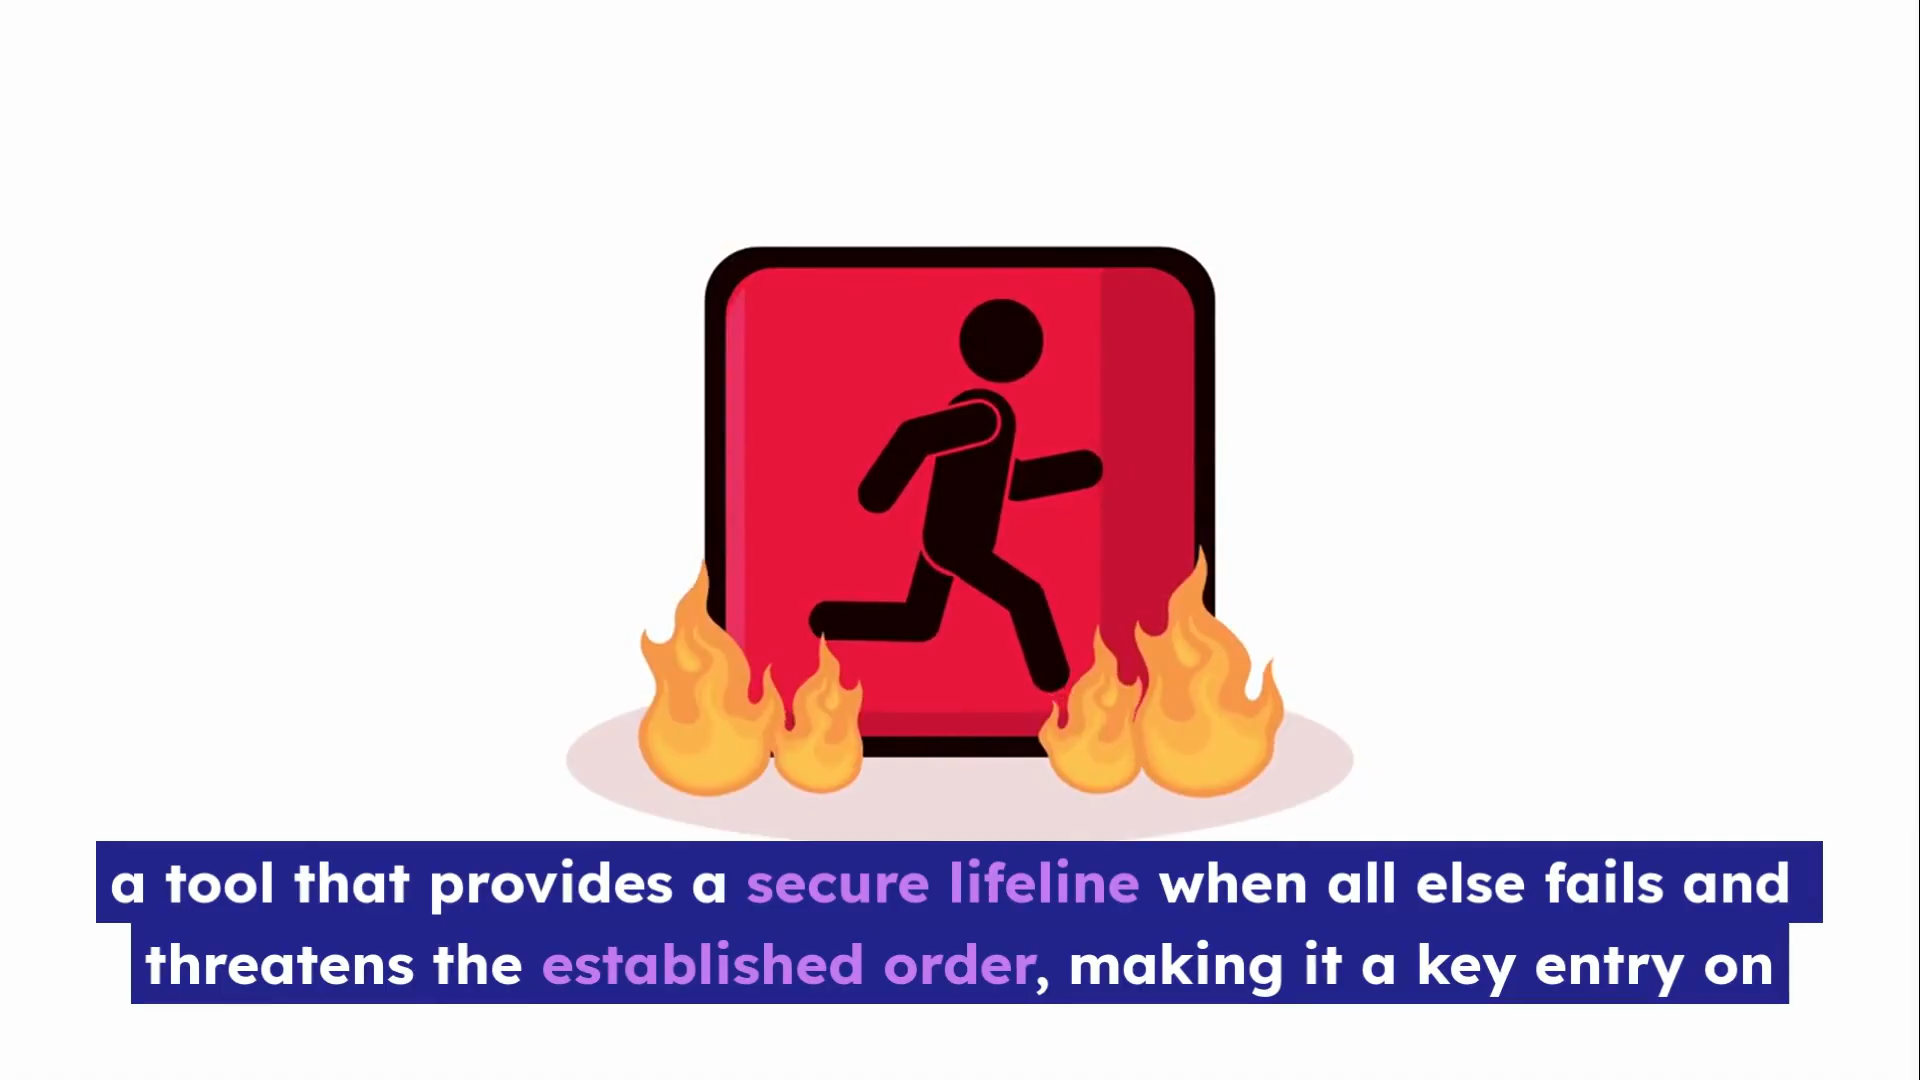 a tool that provides a secure lifeline when all else fails and
threatens the established order, making it a key entry on